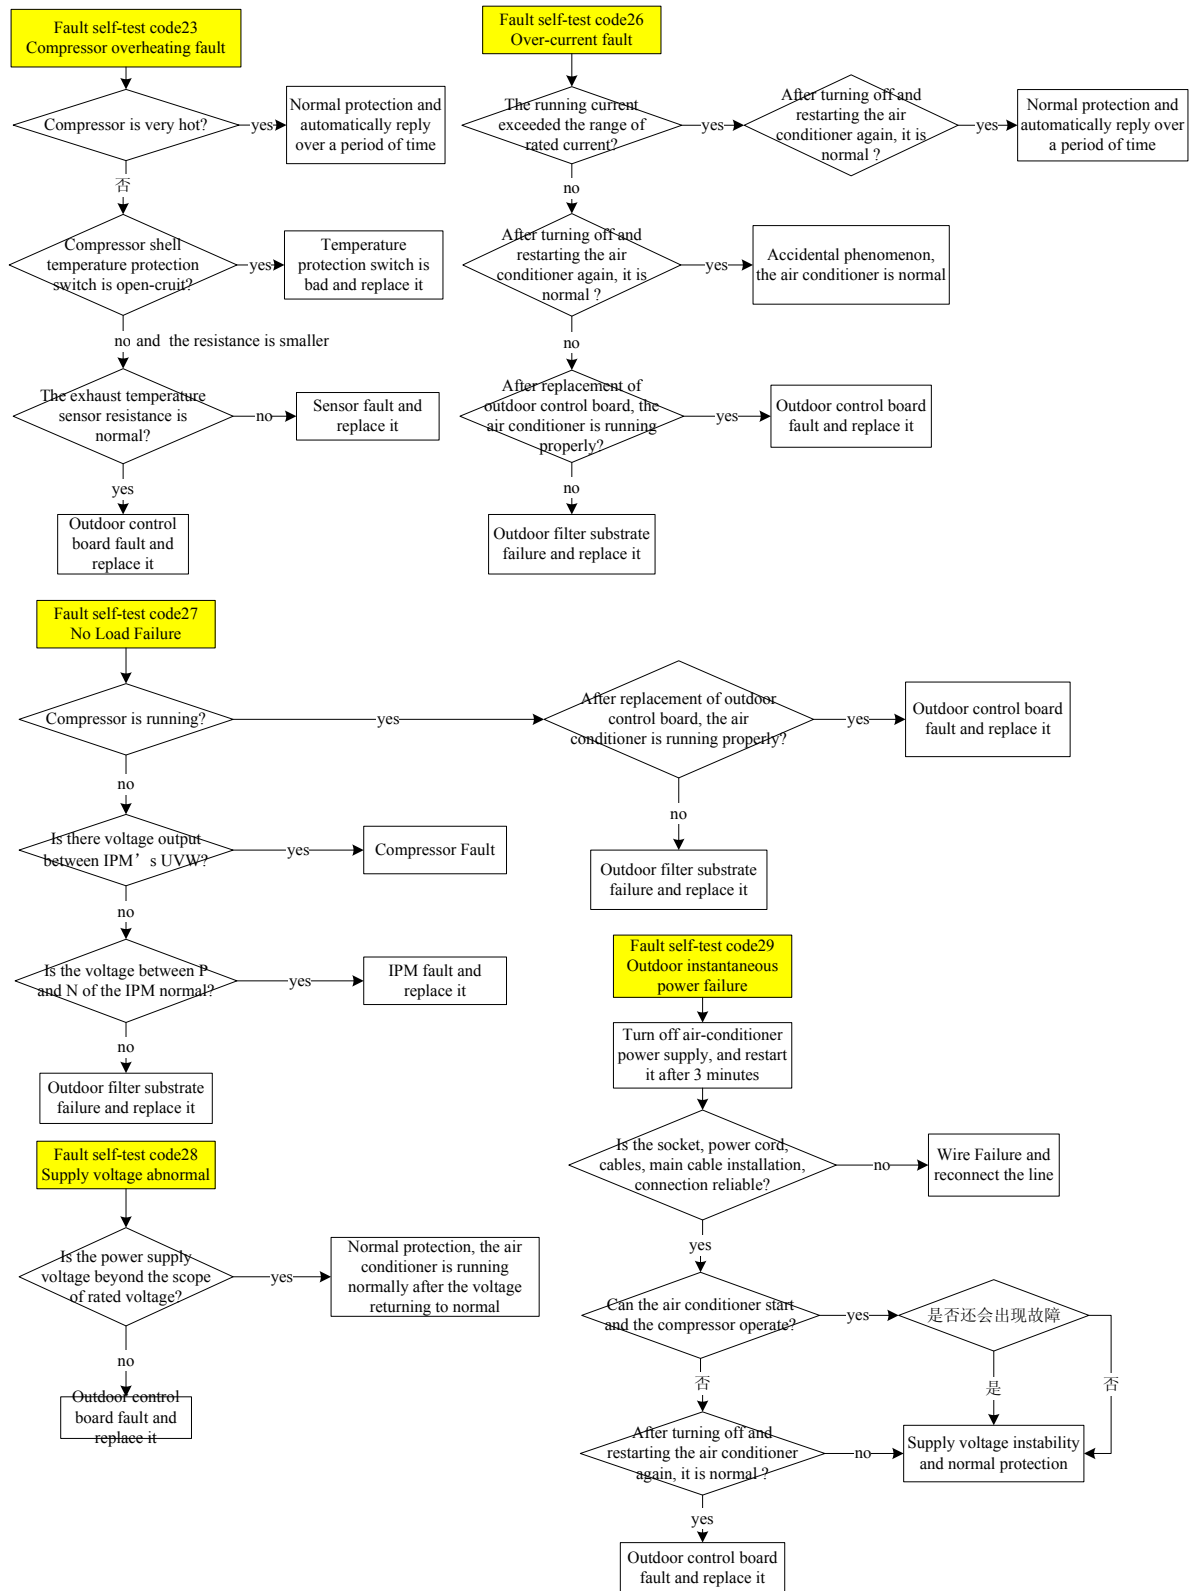 Fault self-test code23
Compressor overheating fault
Compressor is very hot?
yes
Normal protection and
automatically reply
over a period of time
否
Compressor shell
temperature protection
switch is open-cruit?
yes
Temperature
protection switch is
bad and replace it
no and the resistance is smaller
The exhaust temperature
sensor resistance is
normal?
no
Sensor fault and
replace it
yes
Outdoor control
board fault and
replace it
Fault self-test code26
Over-current fault
The running current
exceeded the range of
rated current?
yes
After turning off and
restarting the air
conditioner again, it is
normal ?
yes
Normal protection and
automatically reply over
a period of time
no
After turning off and
restarting the air
conditioner again, it is
normal ?
yes
Accidental phenomenon,
the air conditioner is normal
no
After replacement of
outdoor control board, the
air conditioner is running
properly?
yes
Outdoor control board
fault and replace it
no
Outdoor filter substrate
failure and replace it
Fault self-test code27
No Load Failure
Compressor is running?
yes
After replacement of outdoor
control board, the air
conditioner is running properly?
yes
Outdoor control board
fault and replace it
no
Outdoor filter substrate
failure and replace it
no
Is there voltage output
between IPM’s UVW?
yes
Compressor Fault
no
Is the voltage between P
and N of the IPM normal?
yes
IPM fault and
replace it
no
Outdoor filter substrate
failure and replace it
Fault self-test code28
Supply voltage abnormal
Is the power supply
voltage beyond the scope
of rated voltage?
yes
Normal protection, the air
conditioner is running
normally after the voltage
returning to normal
no
Outdoor control
board fault and
replace it
Fault self-test code29
Outdoor instantaneous
power failure
Turn off air-conditioner
power supply, and restart
it after 3 minutes
Is the socket, power cord,
cables, main cable installation,
connection reliable?
no
Wire Failure and
reconnect the line
yes
Can the air conditioner start
and the compressor operate?
yes
是否还会出现故障
是
否
否
After turning off and
restarting the air conditioner
again, it is normal ?
no
Supply voltage instability
and normal protection
yes
Outdoor control board
fault and replace it